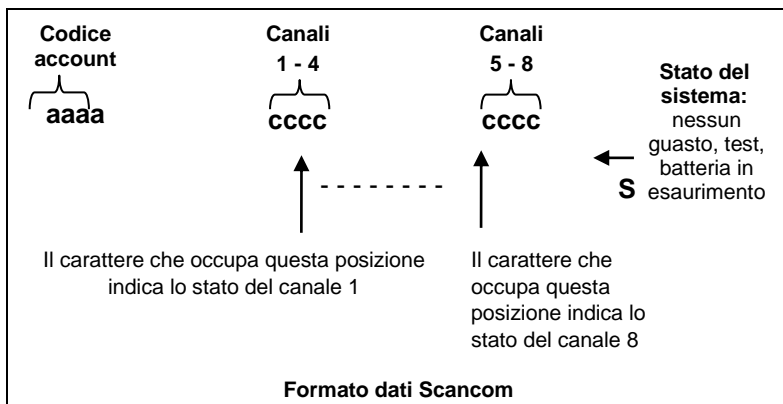 Codice
account
aaaa
Canali
1 - 4
cccc
Canali
5 - 8
cccc
Stato del
sistema:
nessun
guasto, test,
batteria in
esaurimento
S
Il carattere che occupa questa posizione
indica lo stato del canale 1
Il carattere che
occupa questa
posizione indica lo
stato del canale 8
Formato dati Scancom